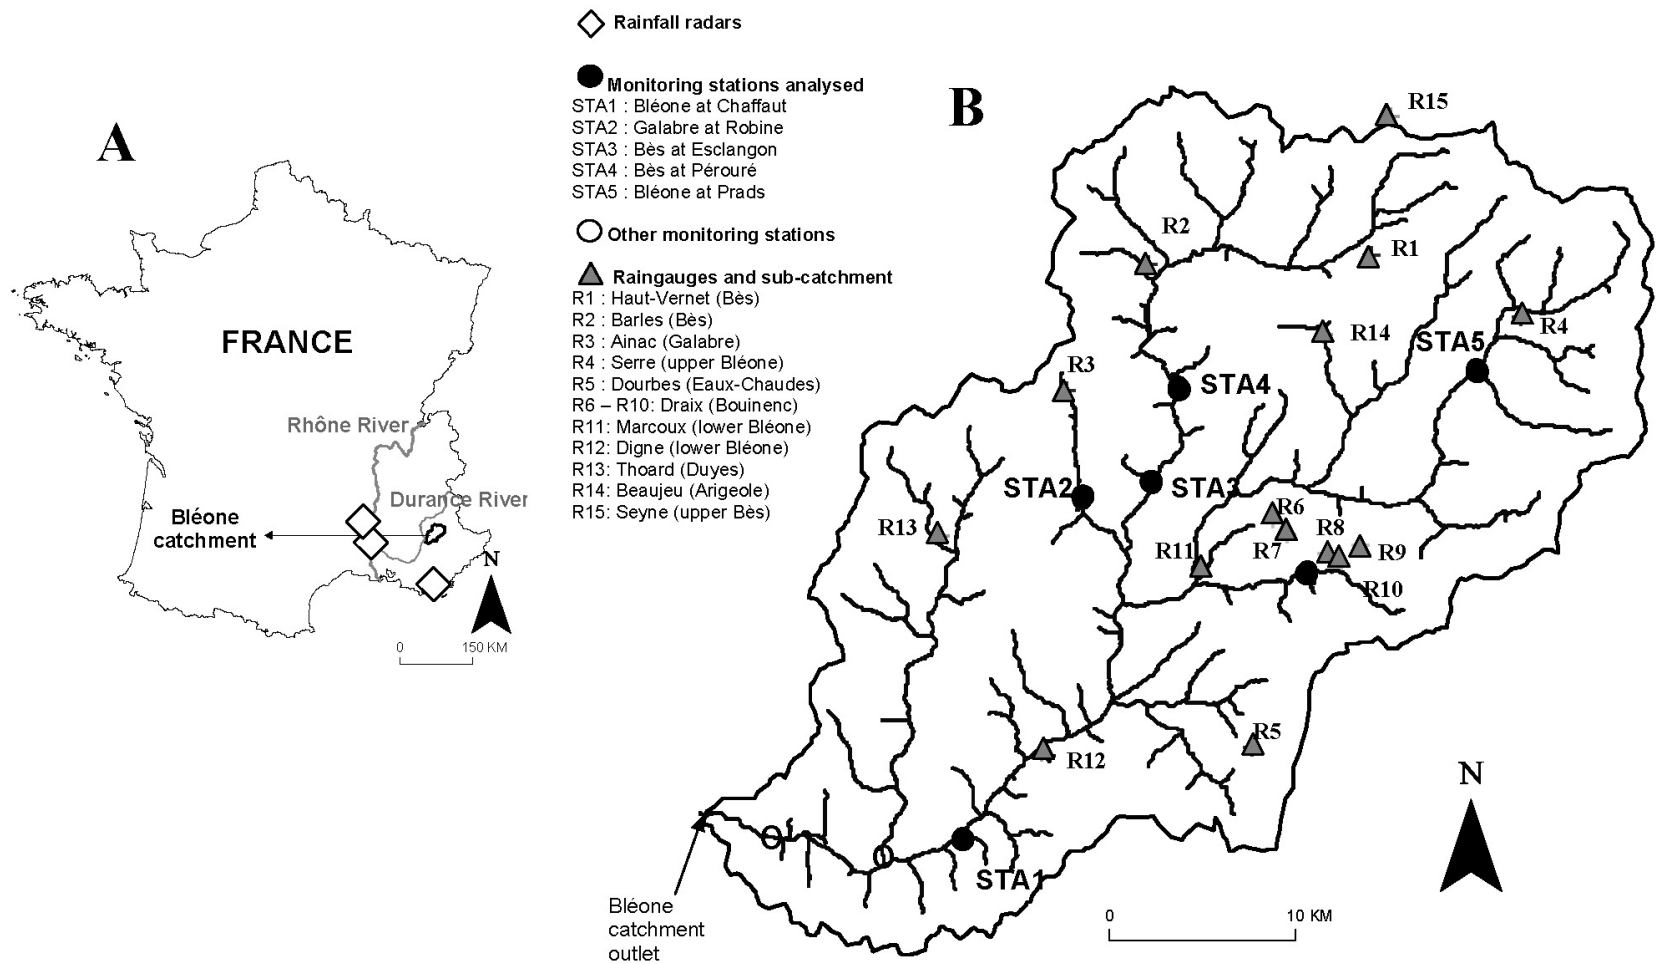 A
FRANCE
Rhône River
Durance River
Bléone
catchment
N
0 150 KM
Rainfall radars
Monitoring stations analysed
STA1 : Bléone at Chaffaut
STA2 : Galabre at Robine
STA3 : Bès at Esclangon
STA4 : Bès at Pérouré
STA5 : Bléone at Prads
Other monitoring stations
Raingauges and sub-catchment
R1 : Haut-Vernet (Bès)
R2 : Barles (Bès)
R3 : Ainac (Galabre)
R4 : Serre (upper Bléone)
R5 : Dourbes (Eaux-Chaudes)
R6 – R10: Draix (Bouinenc)
R11: Marcoux (lower Bléone)
R12: Digne (lower Bléone)
R13: Thoard (Duyes)
R14: Beaujeu (Arigeole)
R15: Seyne (upper Bès)
B
R15
R2
R1
R4
R14
STA5
R3
STA4
STA2
STA3
R6
R13
R7
R8
R9
R11
R10
R5
R12
N
STA1
Bléone
catchment
outlet
0 10 KM